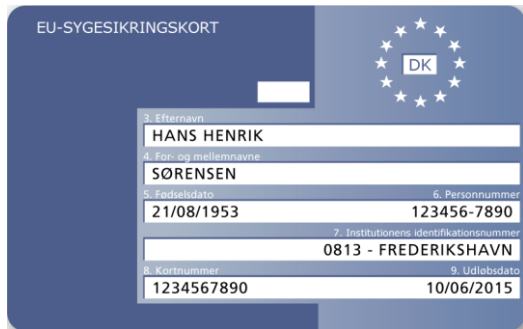 EU-SYGESIKRINGSKORT
DK
3. Efternavn
HANS HENRIK
4. For- og mellemnavne
SØRENSEN
5. Fødselsdato 6. Personnummer
21/08/1953 123456-7890
7. Institutionens identifikationsnummer
0813 - FREDERIKSHAVN
8. Kortnummer 9. Udløbsdato
1234567890 10/06/2015